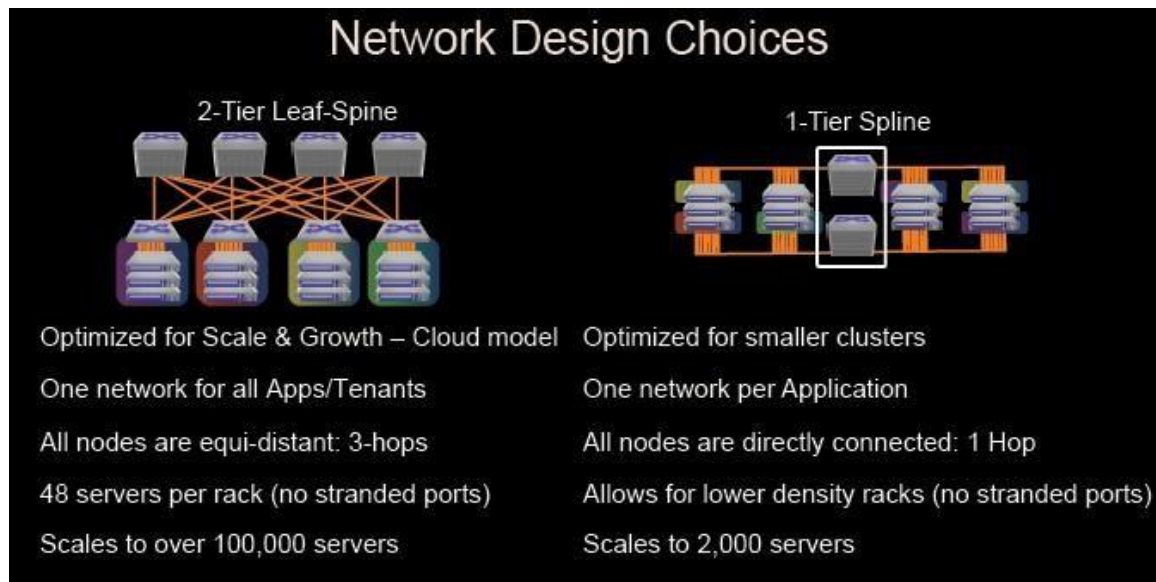 Network Design Choices
2-Tier Leaf-Spine
Optimized for Scale & Growth – Cloud model
One network for all Apps/Tenants
All nodes are equi-distant: 3-hops
48 servers per rack (no stranded ports)
Scales to over 100,000 servers
1-Tier Spline
Optimized for smaller clusters
One network per Application
All nodes are directly connected: 1 Hop
Allows for lower density racks (no stranded ports)
Scales to 2,000 servers